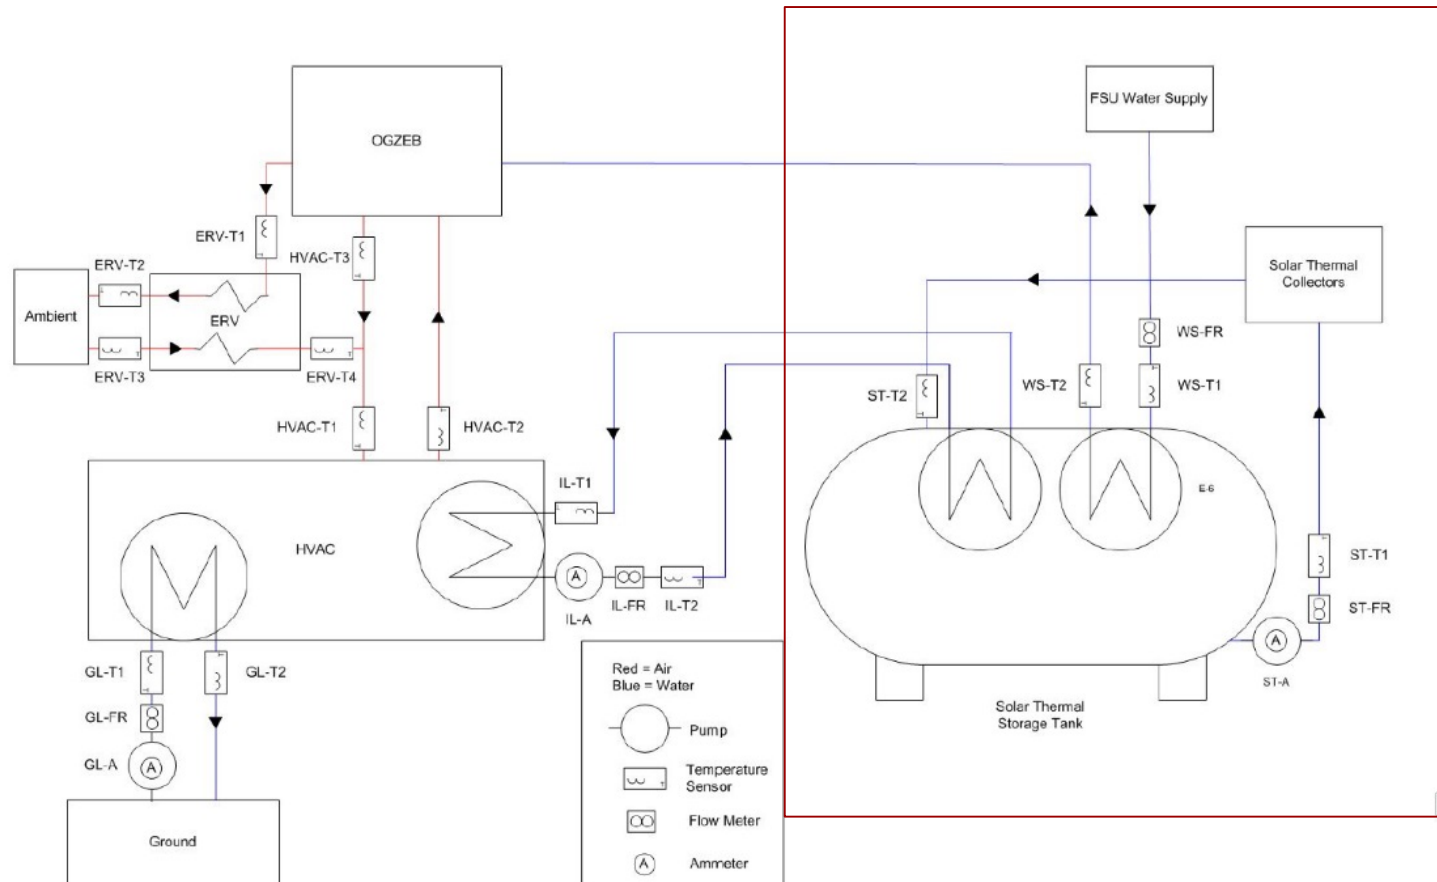 FSU Water Supply
OGZEB
ERV-T1
HVAC-T3
ERV-T2
Solar Thermal
Collectors
Ambient
ERV
WS-FR
ERV-T3
ERV-T4
ST-T2
WS-T2
WS-T1
HVAC-T1
HVAC-T2
IL-T1
E-6
HVAC
ST-T1
A
IL-FR
IL-T2
IL-A
ST-FR
A
ST-A
GL-T1
GL-T2
Red = Air
Blue = Water
Solar Thermal
Storage Tank
GL-FR
Pump
GL-A
A
Temperature
Sensor
Flow Meter
Ground
A
Ammeter